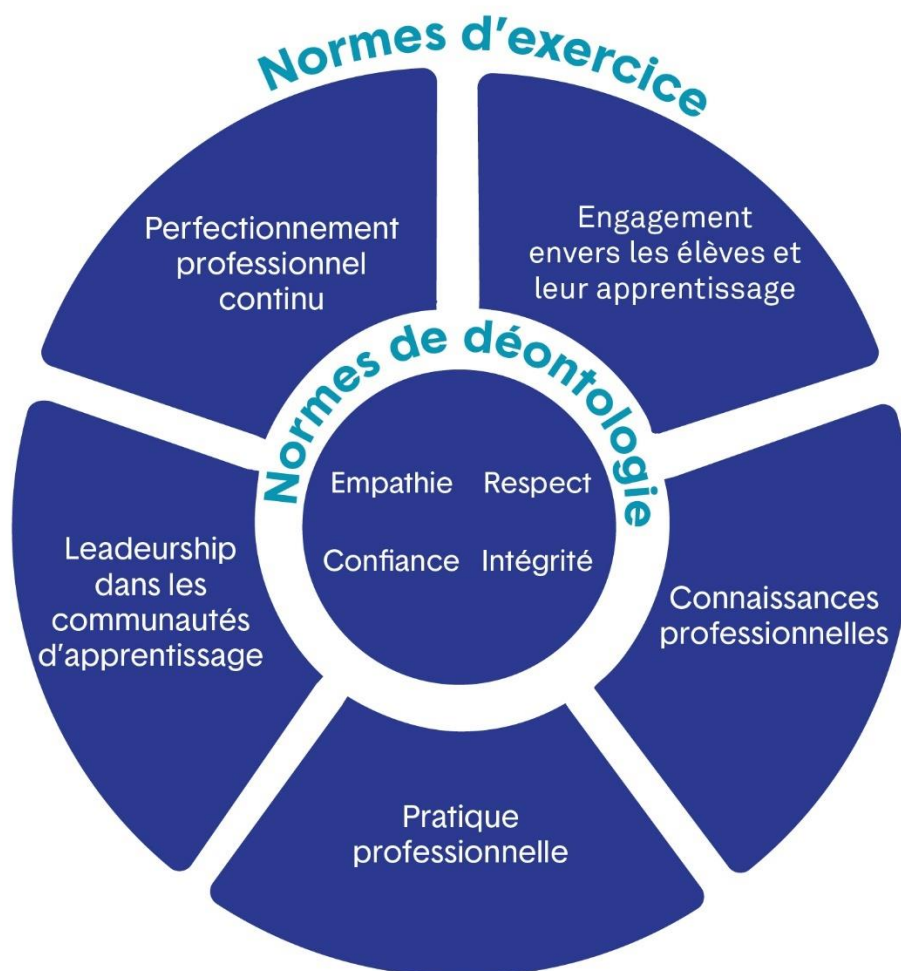 Normes d'exercice
Perfectionnement
professionnel
continu
Engagement
envers les élèves et
leur apprentissage
Normes de déontologie
Empathie Respect
Confiance Intégrité
Leadeurship
dans les
communautés
d'apprentissage
Connaissances
professionnelles
Pratique
professionnelle